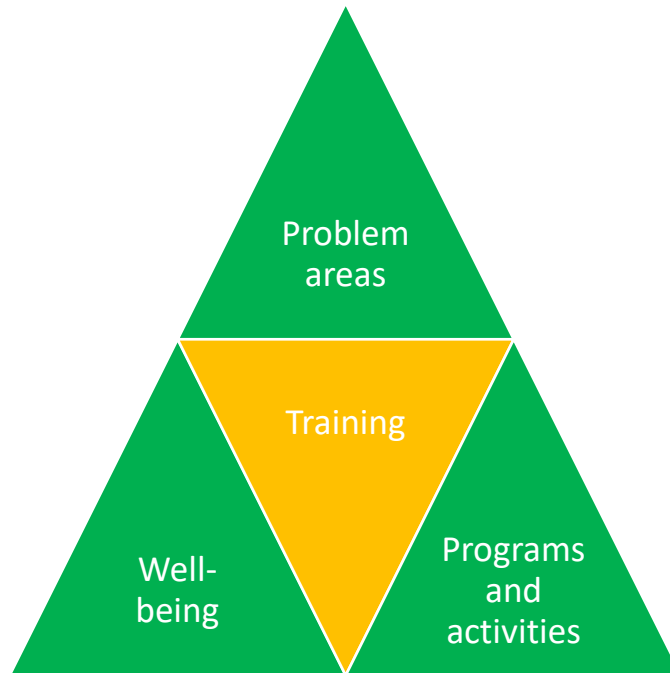 Problem
areas
Training
Well-
being
Programs
and
activities